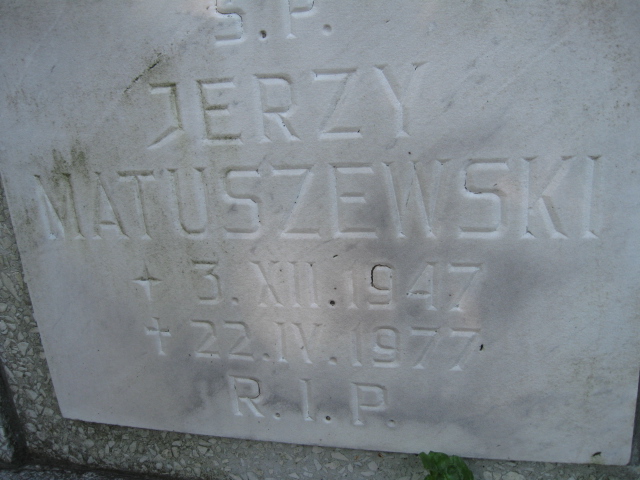 Ś.P.
JERZY
MATUSZEWSKI
3.XII.1947
22.IV.1977
R.I.P.